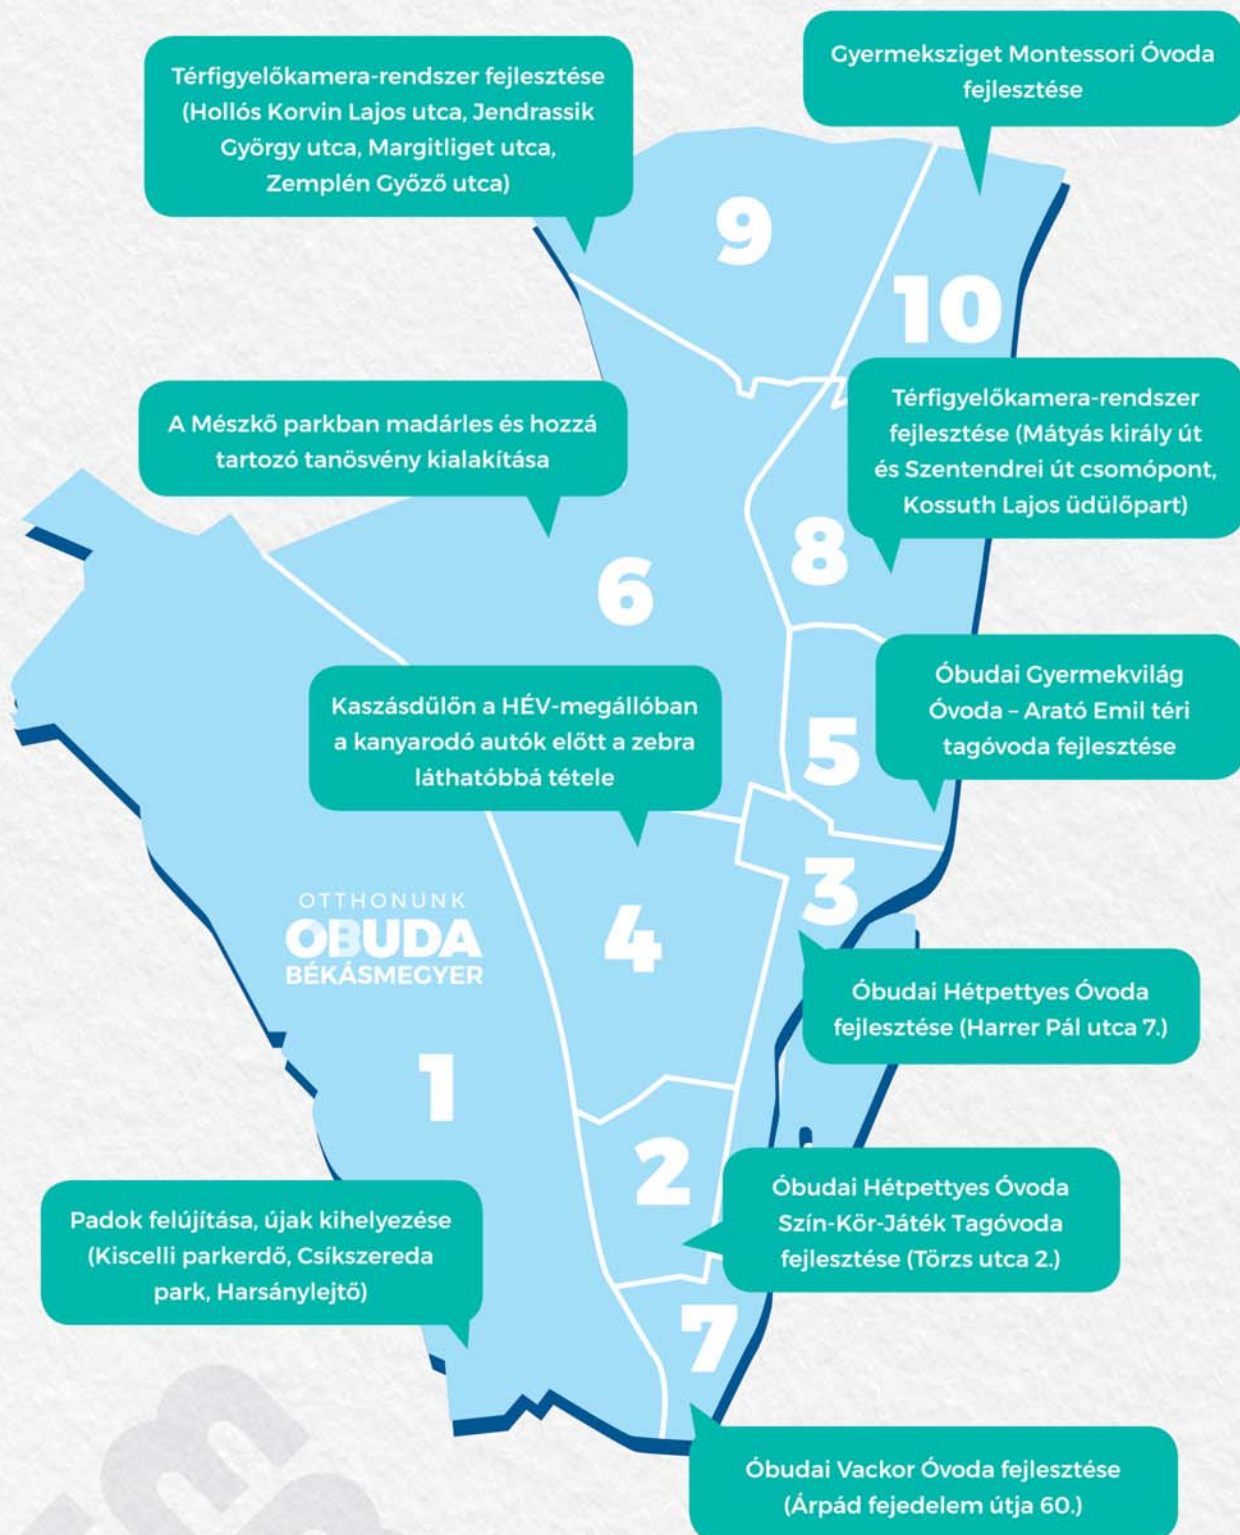 Gyermeksziget Montessori Óvoda
fejlesztése
Térfigyelőkamera-rendszer fejlesztése
(Hollós Korvin Lajos utca, Jendrassik
György utca, Margitliget utca,
Zemplén Győző utca)
9
10
A Mészkő parkban madárles és hozzá
tartozó tanösvény kialakítása
Térfigyelőkamera-rendszer
fejlesztése (Mátyás király út
és Szentendrei út csomópont,
Kossuth Lajos üdülőpart)
8
6
Kaszásdűlőn a HÉV-megállóban
a kanyarodó autók előtt a zebra
láthatóbbá tétele
5
Óbudai Gyermekvilág
Óvoda – Arató Emil téri
tagóvoda fejlesztése
OTTHONUNK
OBUDA
BÉKÁSMEGYER
4
3
Óbudai Hétpettyes Óvoda
fejlesztése (Harrer Pál utca 7.)
1
2
Óbudai Hétpettyes Óvoda
Szín-Kör-Játék Tagóvoda
fejlesztése (Törzs utca 2.)
Padok felújítása, újak kihelyezése
(Kiscelli parkerdő, Csíkszereda
park, Harsánylejtő)
7
Óbudai Vackor Óvoda fejlesztése
(Árpád fejedelem útja 60.)